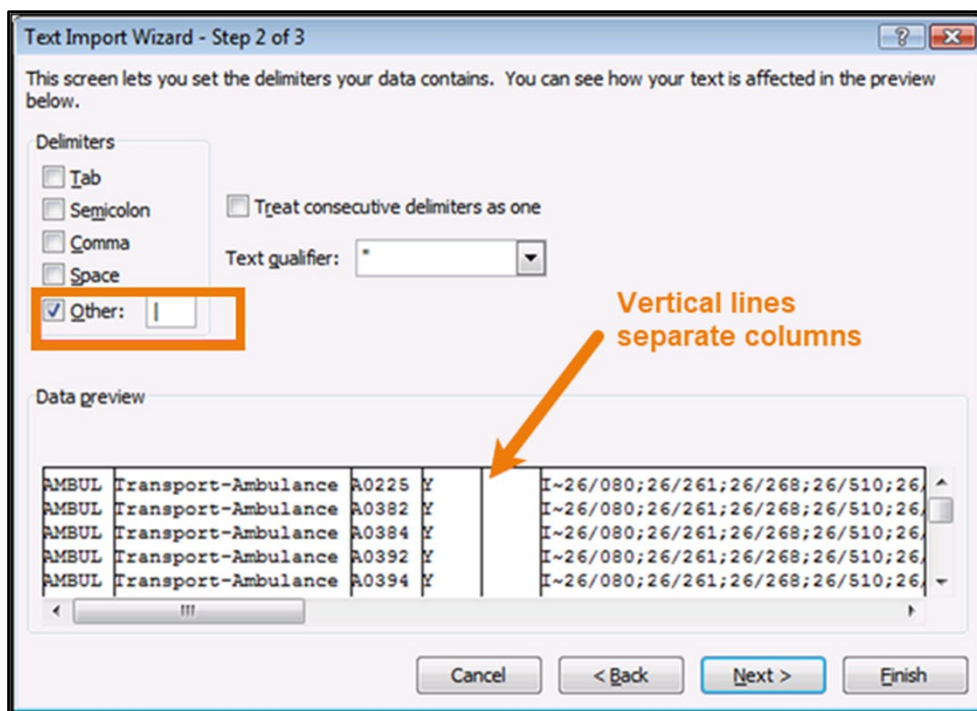 Text Import Wizard - Step 2 of 3
This screen lets you set the delimiters your data contains.  You can see how your text is affected in the preview
below.
Delimiters
Tab
Semicolon
Comma
Space
Other: |
Treat consecutive delimiters as one
Text qualifier: "
Vertical lines
separate columns
Data preview
AMBUL Transport-Ambulance A0225 Y I~26/080;26/261;26/268;26/510;26/
AMBUL Transport-Ambulance A0382 Y I~26/080;26/261;26/268;26/510;26/
AMBUL Transport-Ambulance A0384 Y I~26/080;26/261;26/268;26/510;26/
AMBUL Transport-Ambulance A0392 Y I~26/080;26/261;26/268;26/510;26/
AMBUL Transport-Ambulance A0394 Y I~26/080;26/261;26/268;26/510;26/
Cancel
< Back
Next >
Finish